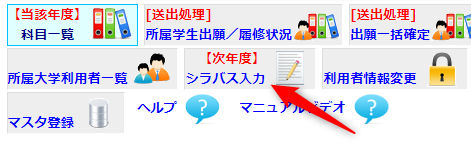 【当該年度】
科目一覧
[送出処理]
所属学生出願／履修状況
[送出処理]
出願一括確定
所属大学利用者一覧
【次年度】
シラバス入力
利用者情報変更
マスタ登録
ヘルプ
?
マニュアルビデオ
?